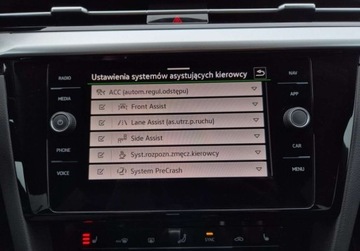 Ustawienia systemów asystujących kierowcy
RADIO
NAV
ACC (autom.regul.odstępu)
MEDIA
APP
Front Assist
Lane Assist (as.utrz.p.ruchu)
Side Assist
PHONE
CAR
Syst.rozpozn.zmęcz.kierowcy
VOICE
System PreCrash
MENU
SYNC